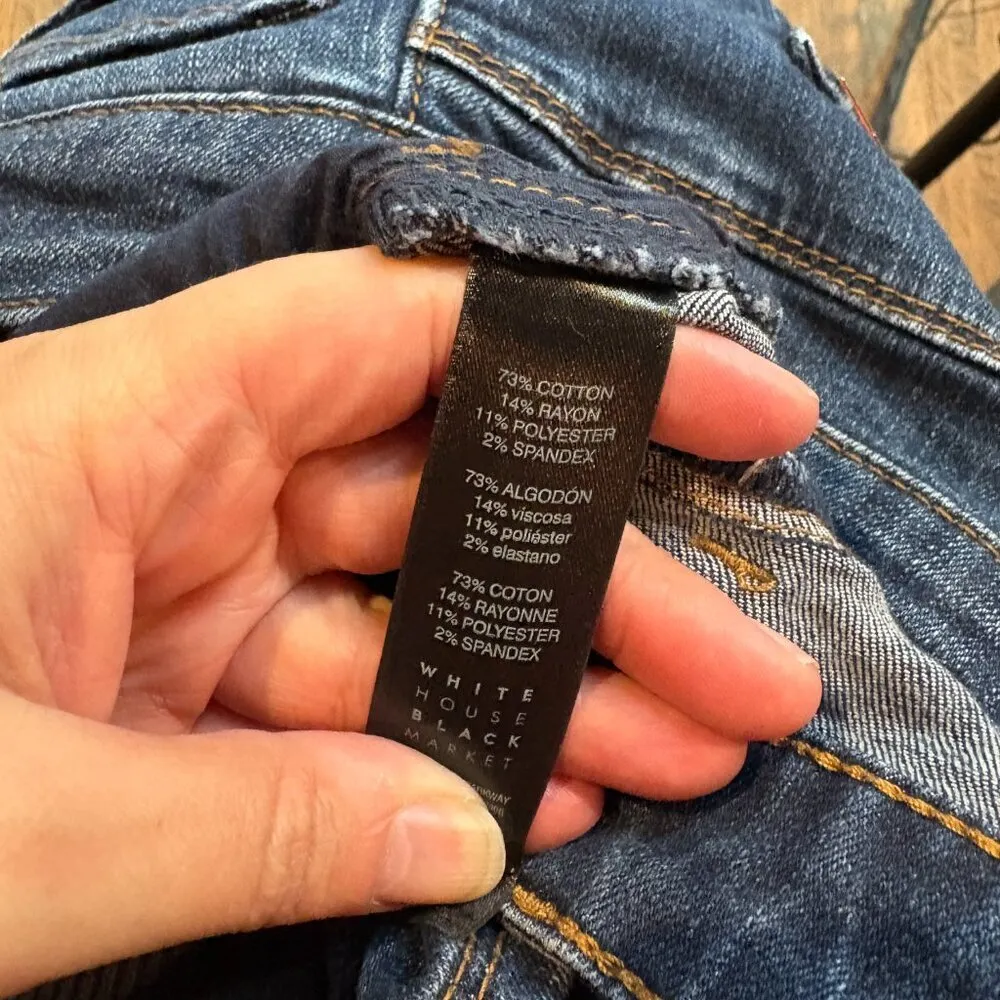 73% COTTON
14% RAYON
11% POLYESTER
2% SPANDEX
73% ALGODÓN
14% viscosa
11% poliéster
2% elastano
73% COTON
14% RAYONNE
11% POLYESTER
2% SPANDEX
WHITE
HOUSE
BLACK
MARKET